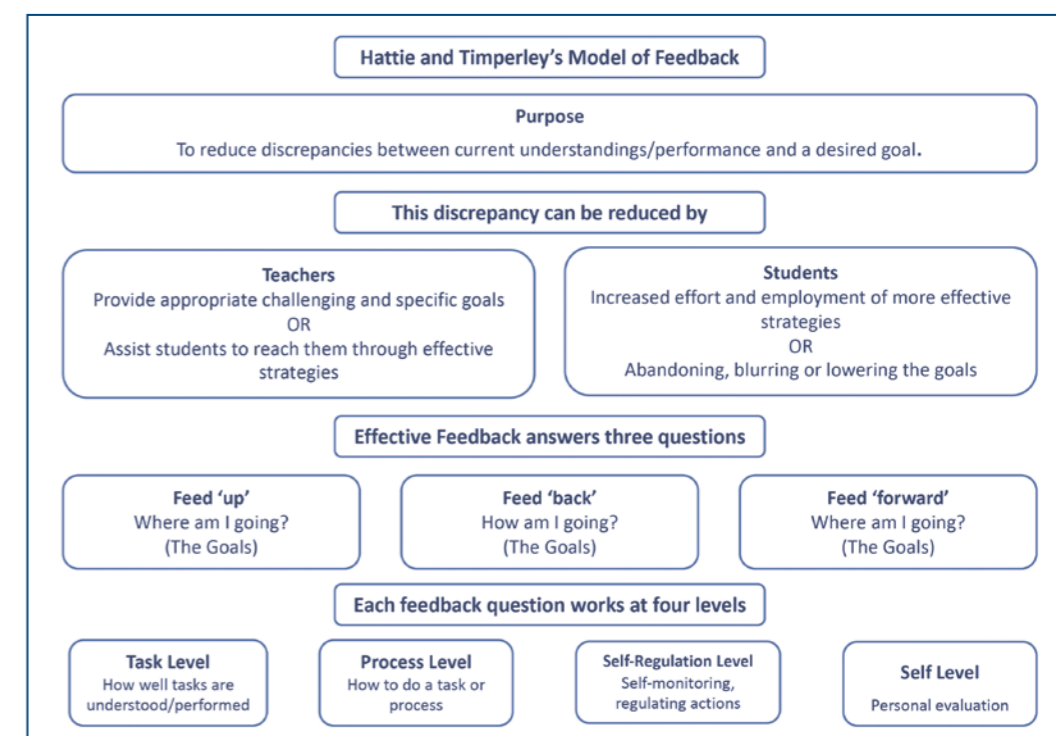 Hattie and Timperley’s Model of Feedback
Purpose
To reduce discrepancies between current understandings/performance and a desired goal.
This discrepancy can be reduced by
Teachers
Provide appropriate challenging and specific goals
OR
Assist students to reach them through effective
strategies
Students
Increased effort and employment of more effective
strategies
OR
Abandoning, blurring or lowering the goals
Effective Feedback answers three questions
Feed ‘up’
Where am I going?
(The Goals)
Feed ‘back’
How am I going?
(The Goals)
Feed ‘forward’
Where am I going?
(The Goals)
Each feedback question works at four levels
Task Level
How well tasks are
understood/performed
Process Level
How to do a task or
process
Self-Regulation Level
Self-monitoring,
regulating actions
Self Level
Personal evaluation